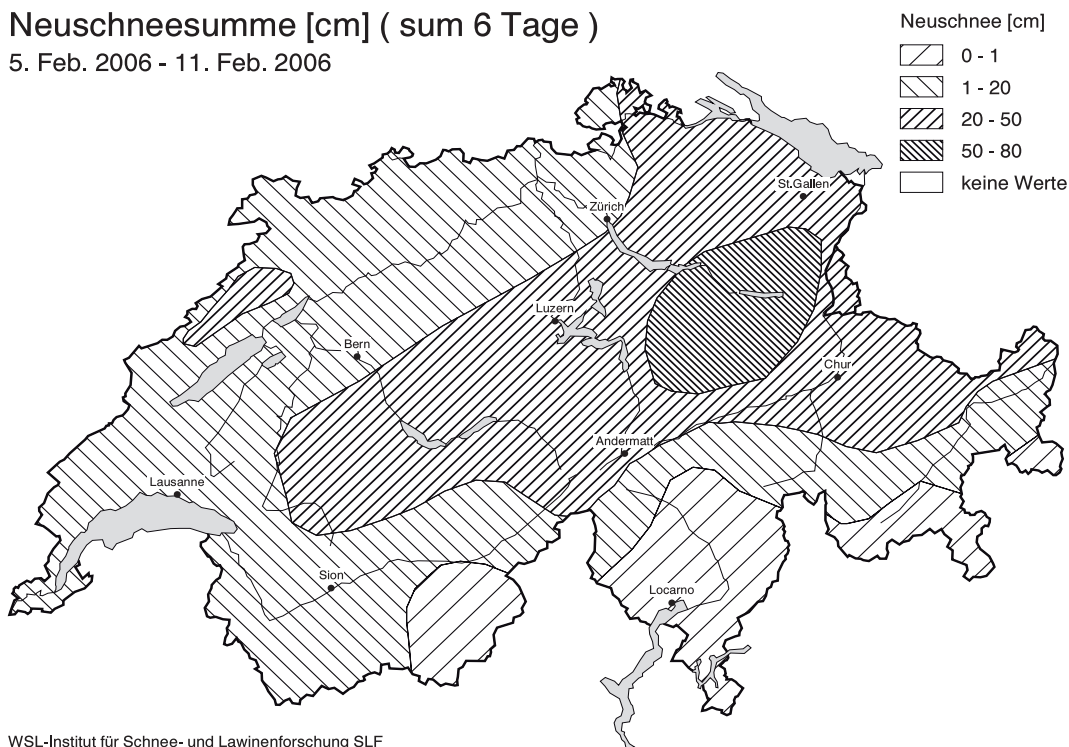 Neuschneesumme [cm] ( sum 6 Tage )
5. Feb. 2006 - 11. Feb. 2006
Neuschnee [cm]
0 - 1
1 - 20
20 - 50
50 - 80
keine Werte
St.Gallen
Zürich
Luzern
Bern
Chur
Andermatt
Lausanne
Sion
Locarno
WSL-Institut für Schnee- und Lawinenforschung SLF